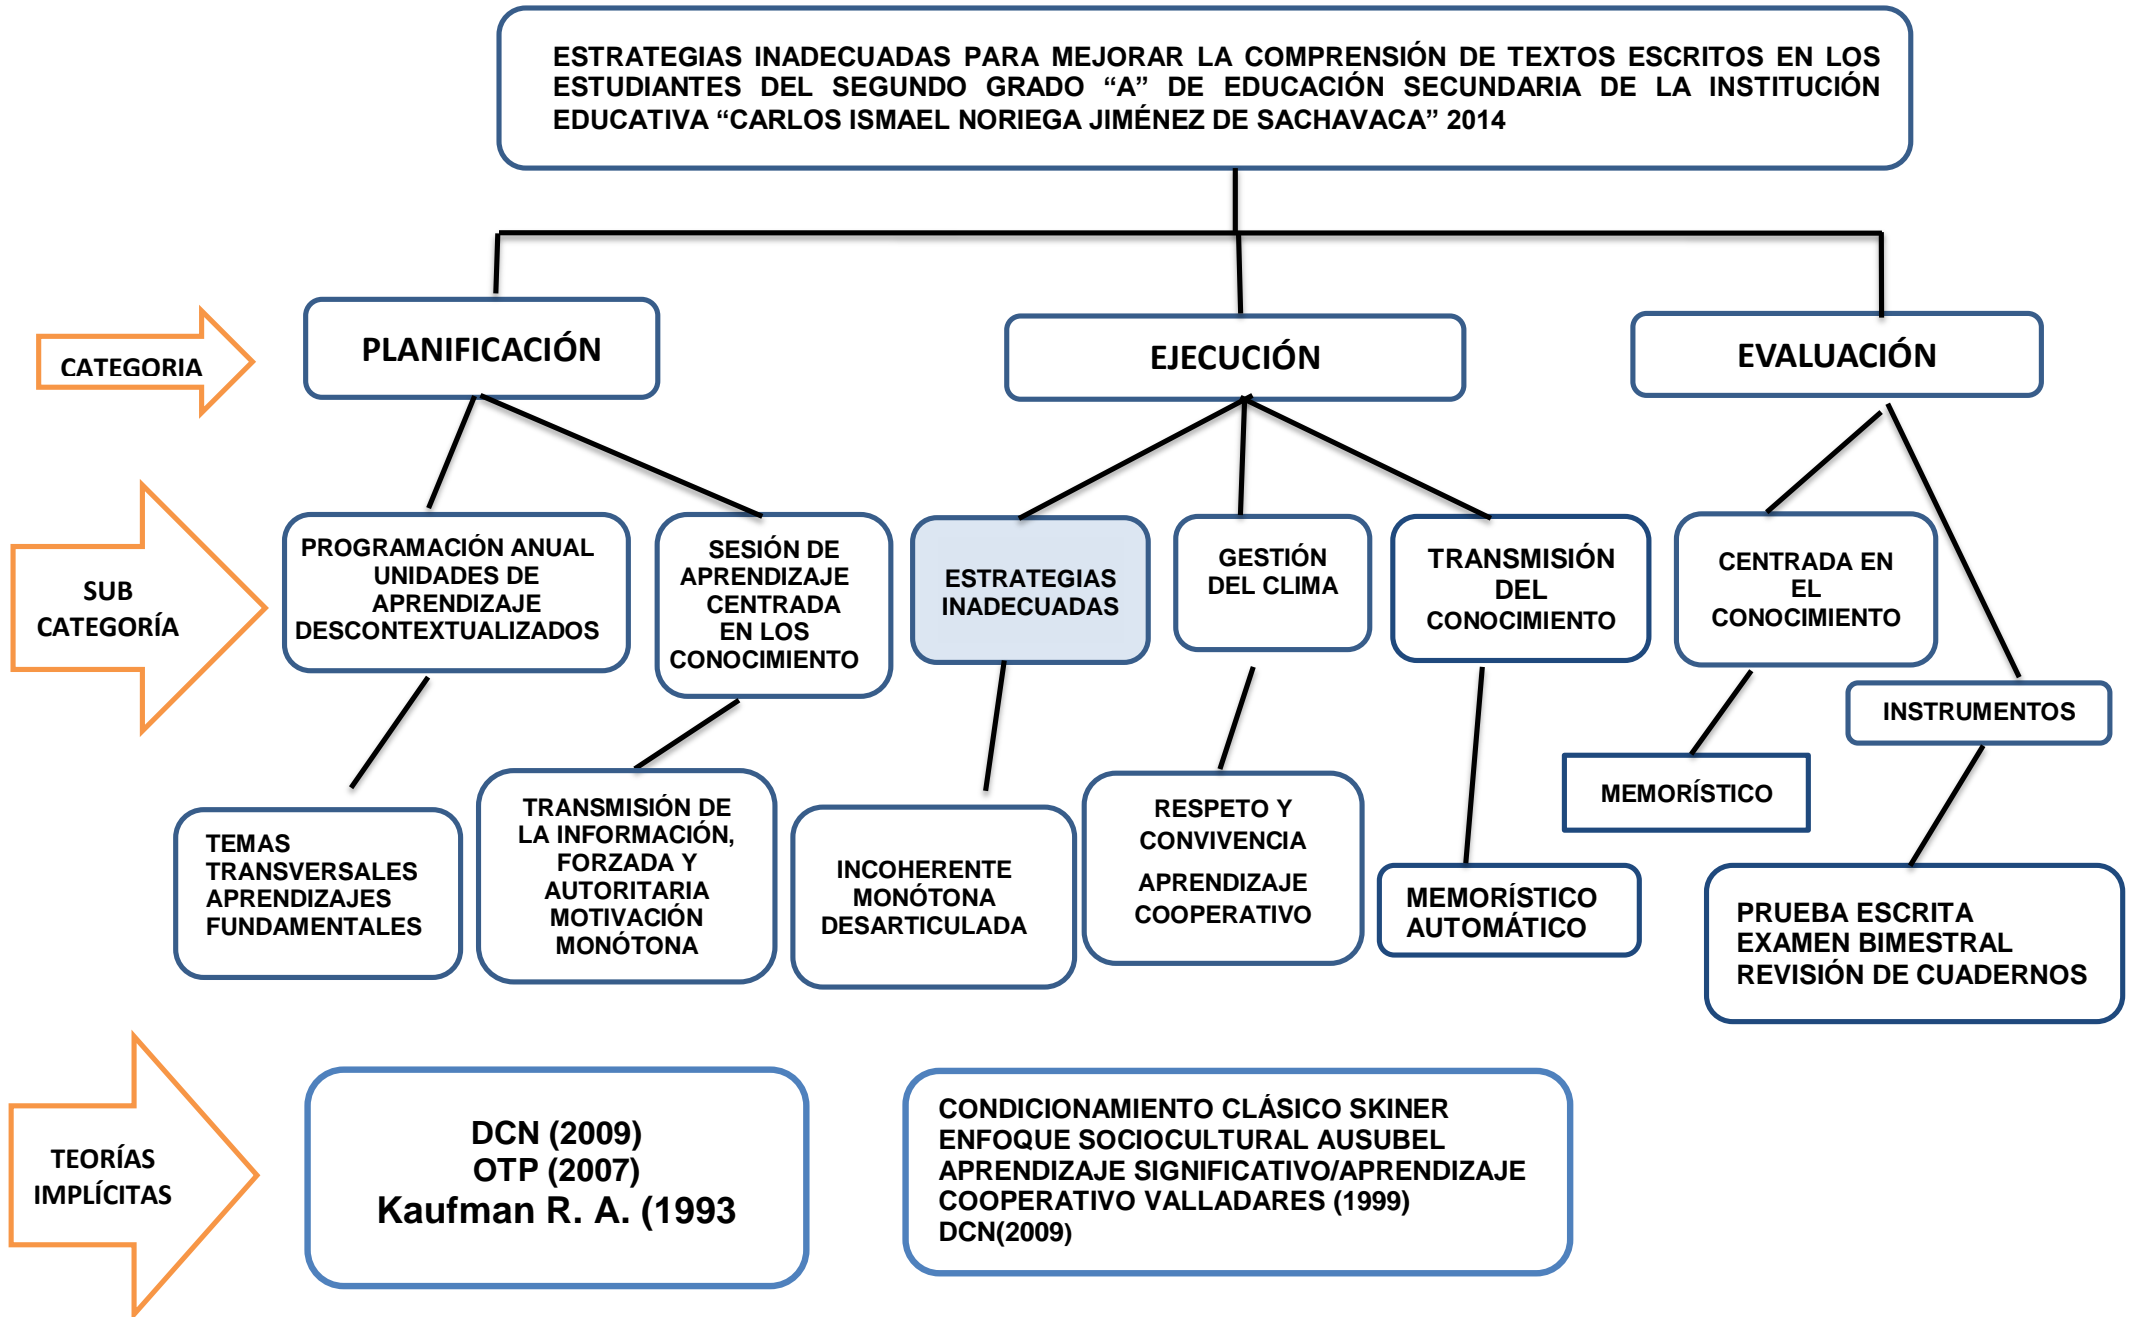 ESTRATEGIAS INADECUADAS PARA MEJORAR LA COMPRENSIÓN DE TEXTOS ESCRITOS EN LOS
ESTUDIANTES DEL SEGUNDO GRADO “A” DE EDUCACIÓN SECUNDARIA DE LA INSTITUCIÓN
EDUCATIVA “CARLOS ISMAEL NORIEGA JIMÉNEZ DE SACHAVACA” 2014
CATEGORIA
PLANIFICACIÓN
EJECUCIÓN
EVALUACIÓN
SUB
CATEGORÍA
PROGRAMACIÓN ANUAL
UNIDADES DE
APRENDIZAJE
DESCONTEXTUALIZADOS
SESIÓN DE
APRENDIZAJE
CENTRADA
EN LOS
CONOCIMIENTO
ESTRATEGIAS
INADECUADAS
GESTIÓN
DEL CLIMA
TRANSMISIÓN
DEL
CONOCIMIENTO
CENTRADA EN
EL
CONOCIMIENTO
INSTRUMENTOS
TEMAS
TRANSVERSALES
APRENDIZAJES
FUNDAMENTALES
TRANSMISIÓN DE
LA INFORMACIÓN,
FORZADA Y
AUTORITARIA
MOTIVACIÓN
MONÓTONA
INCOHERENTE
MONÓTONA
DESARTICULADA
RESPETO Y
CONVIVENCIA
APRENDIZAJE
COOPERATIVO
MEMORÍSTICO
AUTOMÁTICO
MEMORÍSTICO
PRUEBA ESCRITA
EXAMEN BIMESTRAL
REVISIÓN DE CUADERNOS
TEORÍAS
IMPLÍCITAS
DCN (2009)
OTP (2007)
Kaufman R. A. (1993
CONDICIONAMIENTO CLÁSICO SKINER
ENFOQUE SOCIOCULTURAL AUSUBEL
APRENDIZAJE SIGNIFICATIVO/APRENDIZAJE
COOPERATIVO VALLADARES (1999)
DCN(2009)